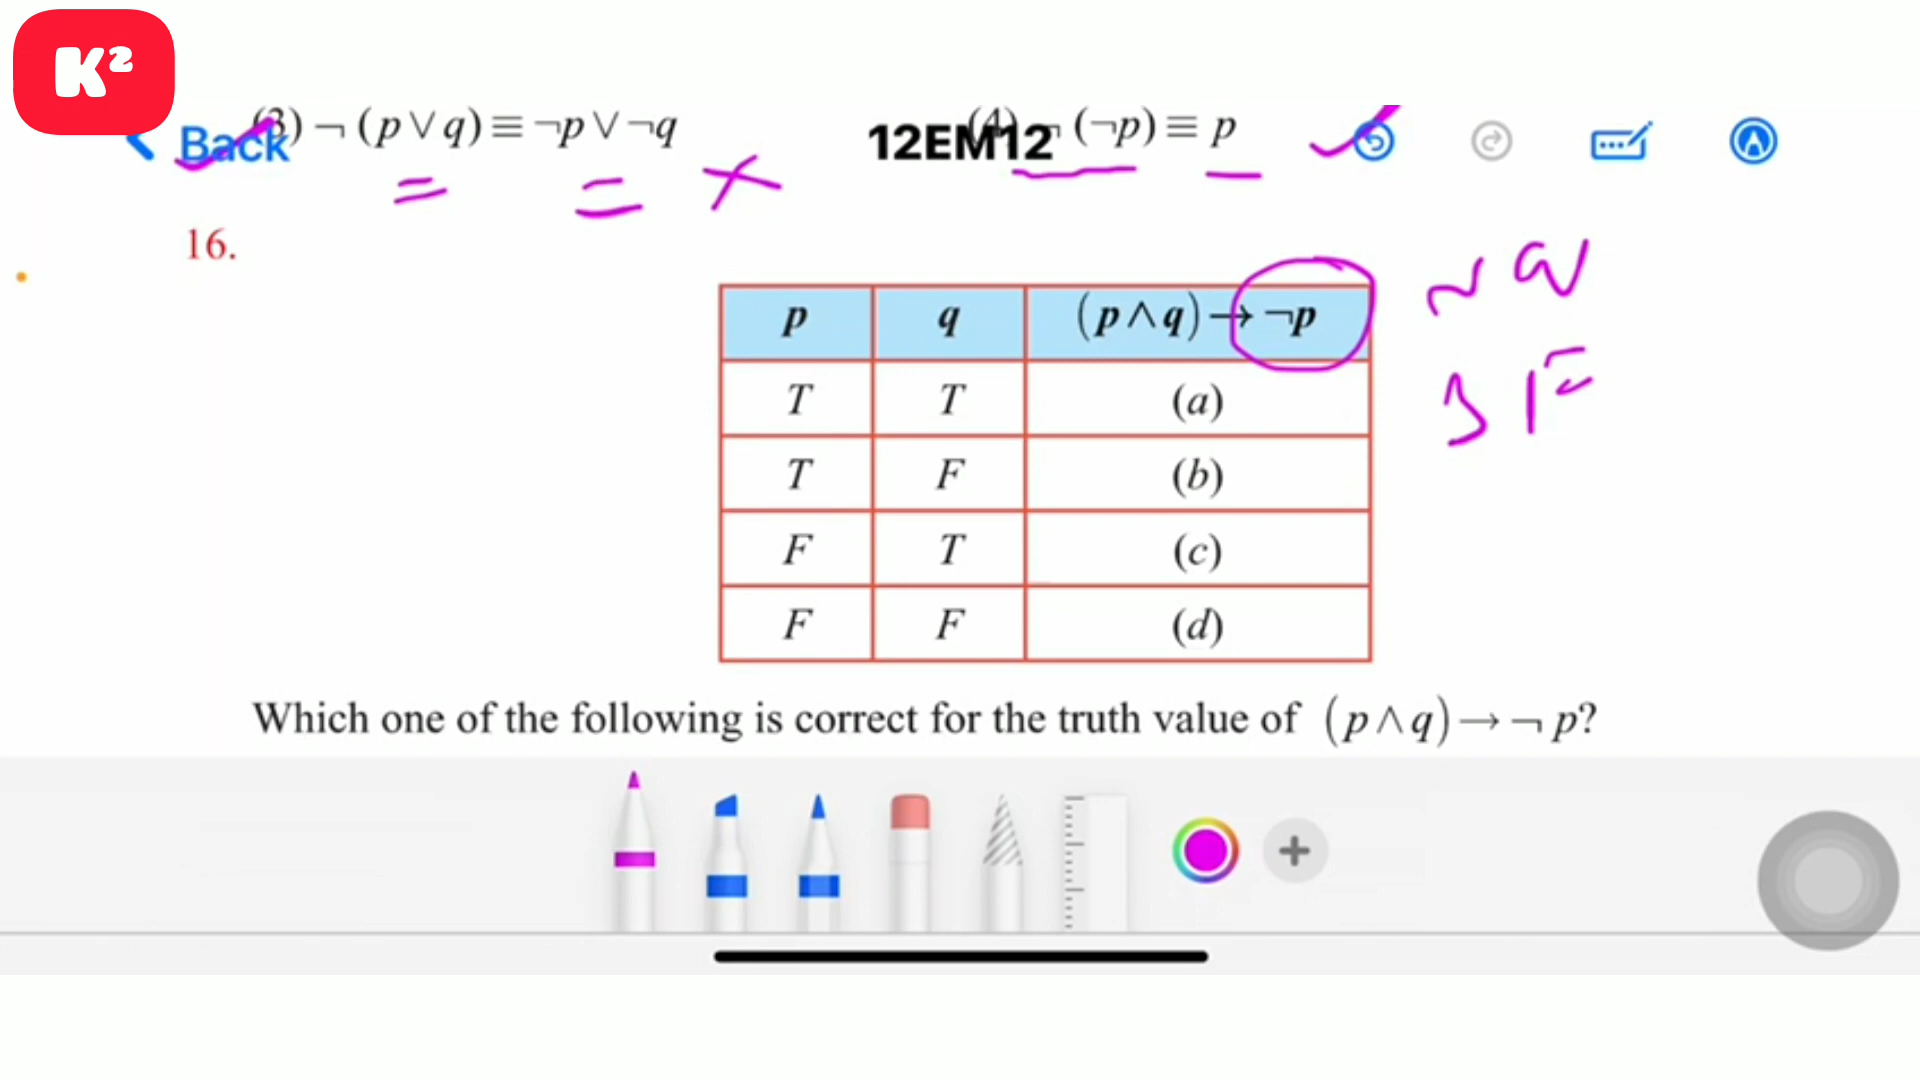 K²
Back
12EM12
(3) ¬ (p ∨ q) ≡ ¬p ∨ ¬q
(4) ¬ (¬p) ≡ p
16.
p q (p ∧ q) → ¬p
T T (a)
T F (b)
F T (c)
F F (d)
Which one of the following is correct for the truth value of (p ∧ q) → ¬ p?